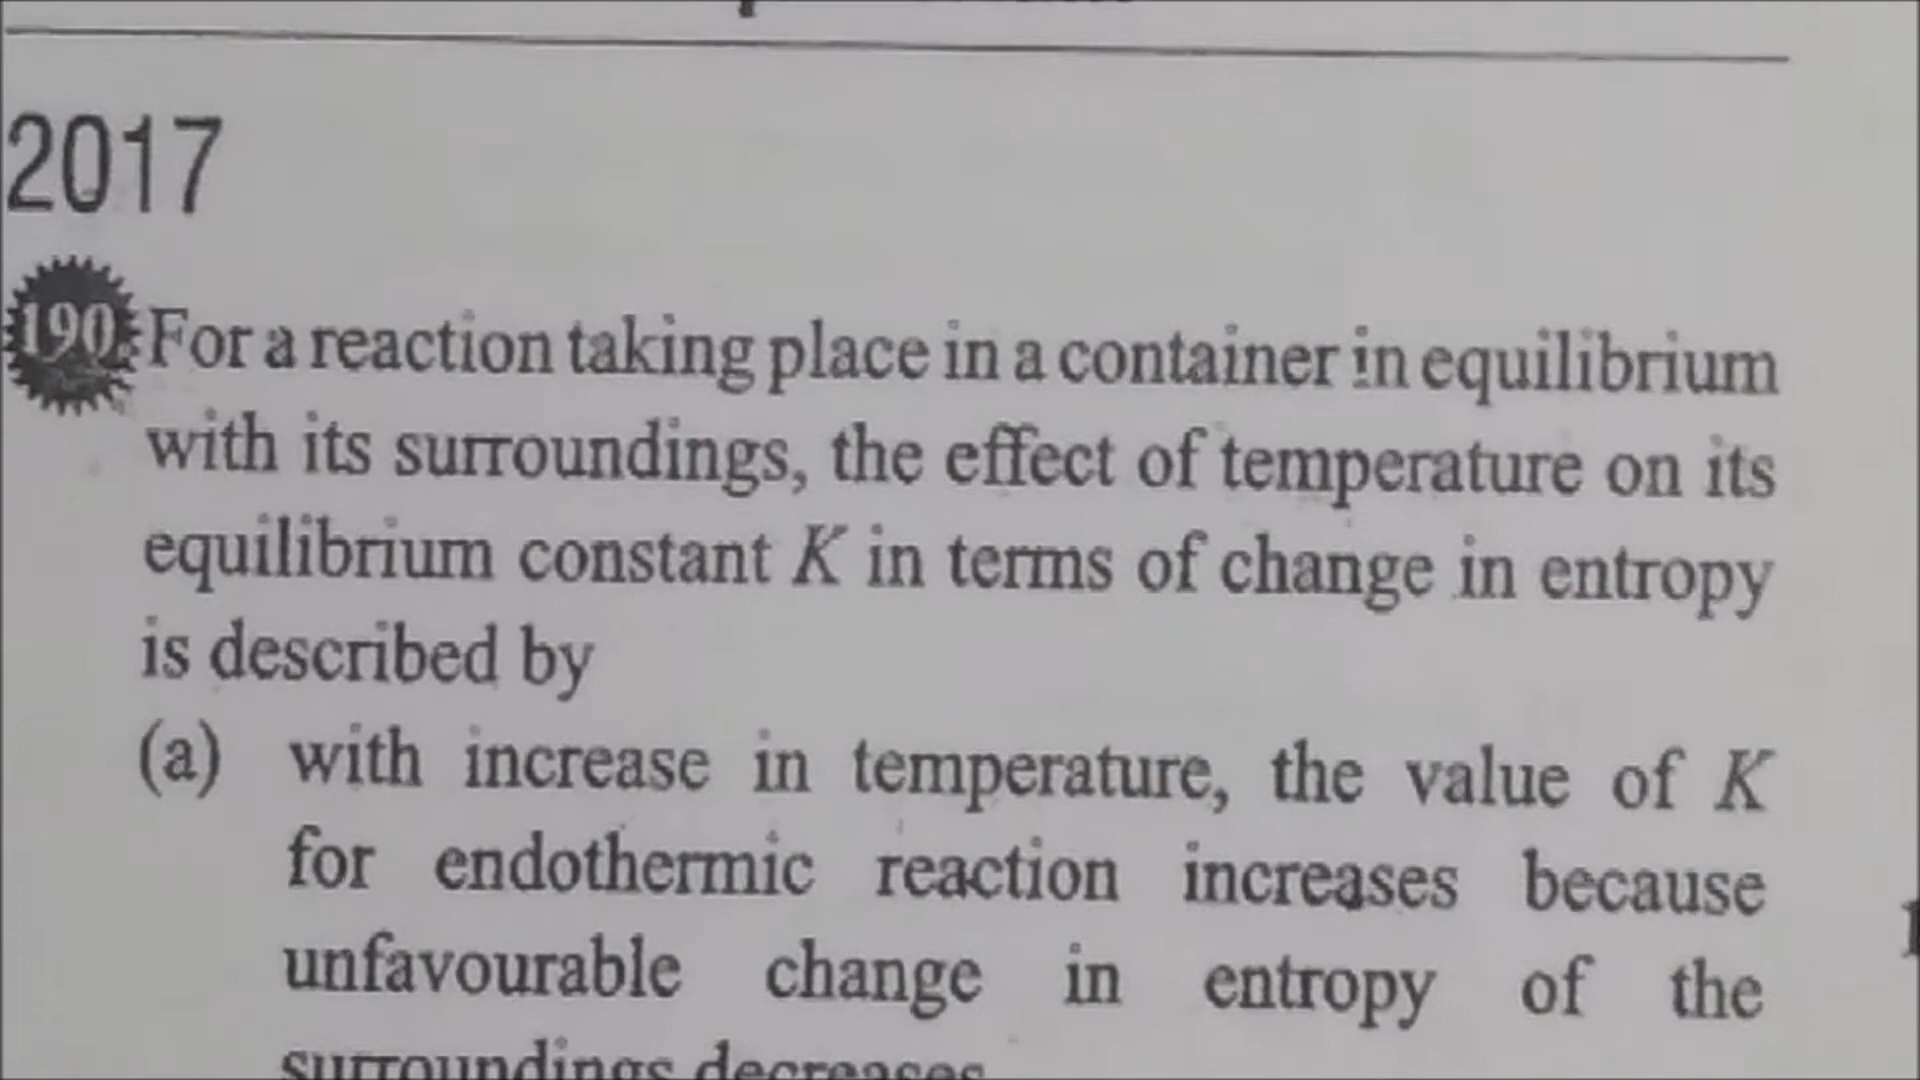 2017
190. For a reaction taking place in a container in equilibrium
with its surroundings, the effect of temperature on its
equilibrium constant K in terms of change in entropy
is described by
(a) with increase in temperature, the value of K
for endothermic reaction increases because
unfavourable change in entropy of the
surroundings decreases